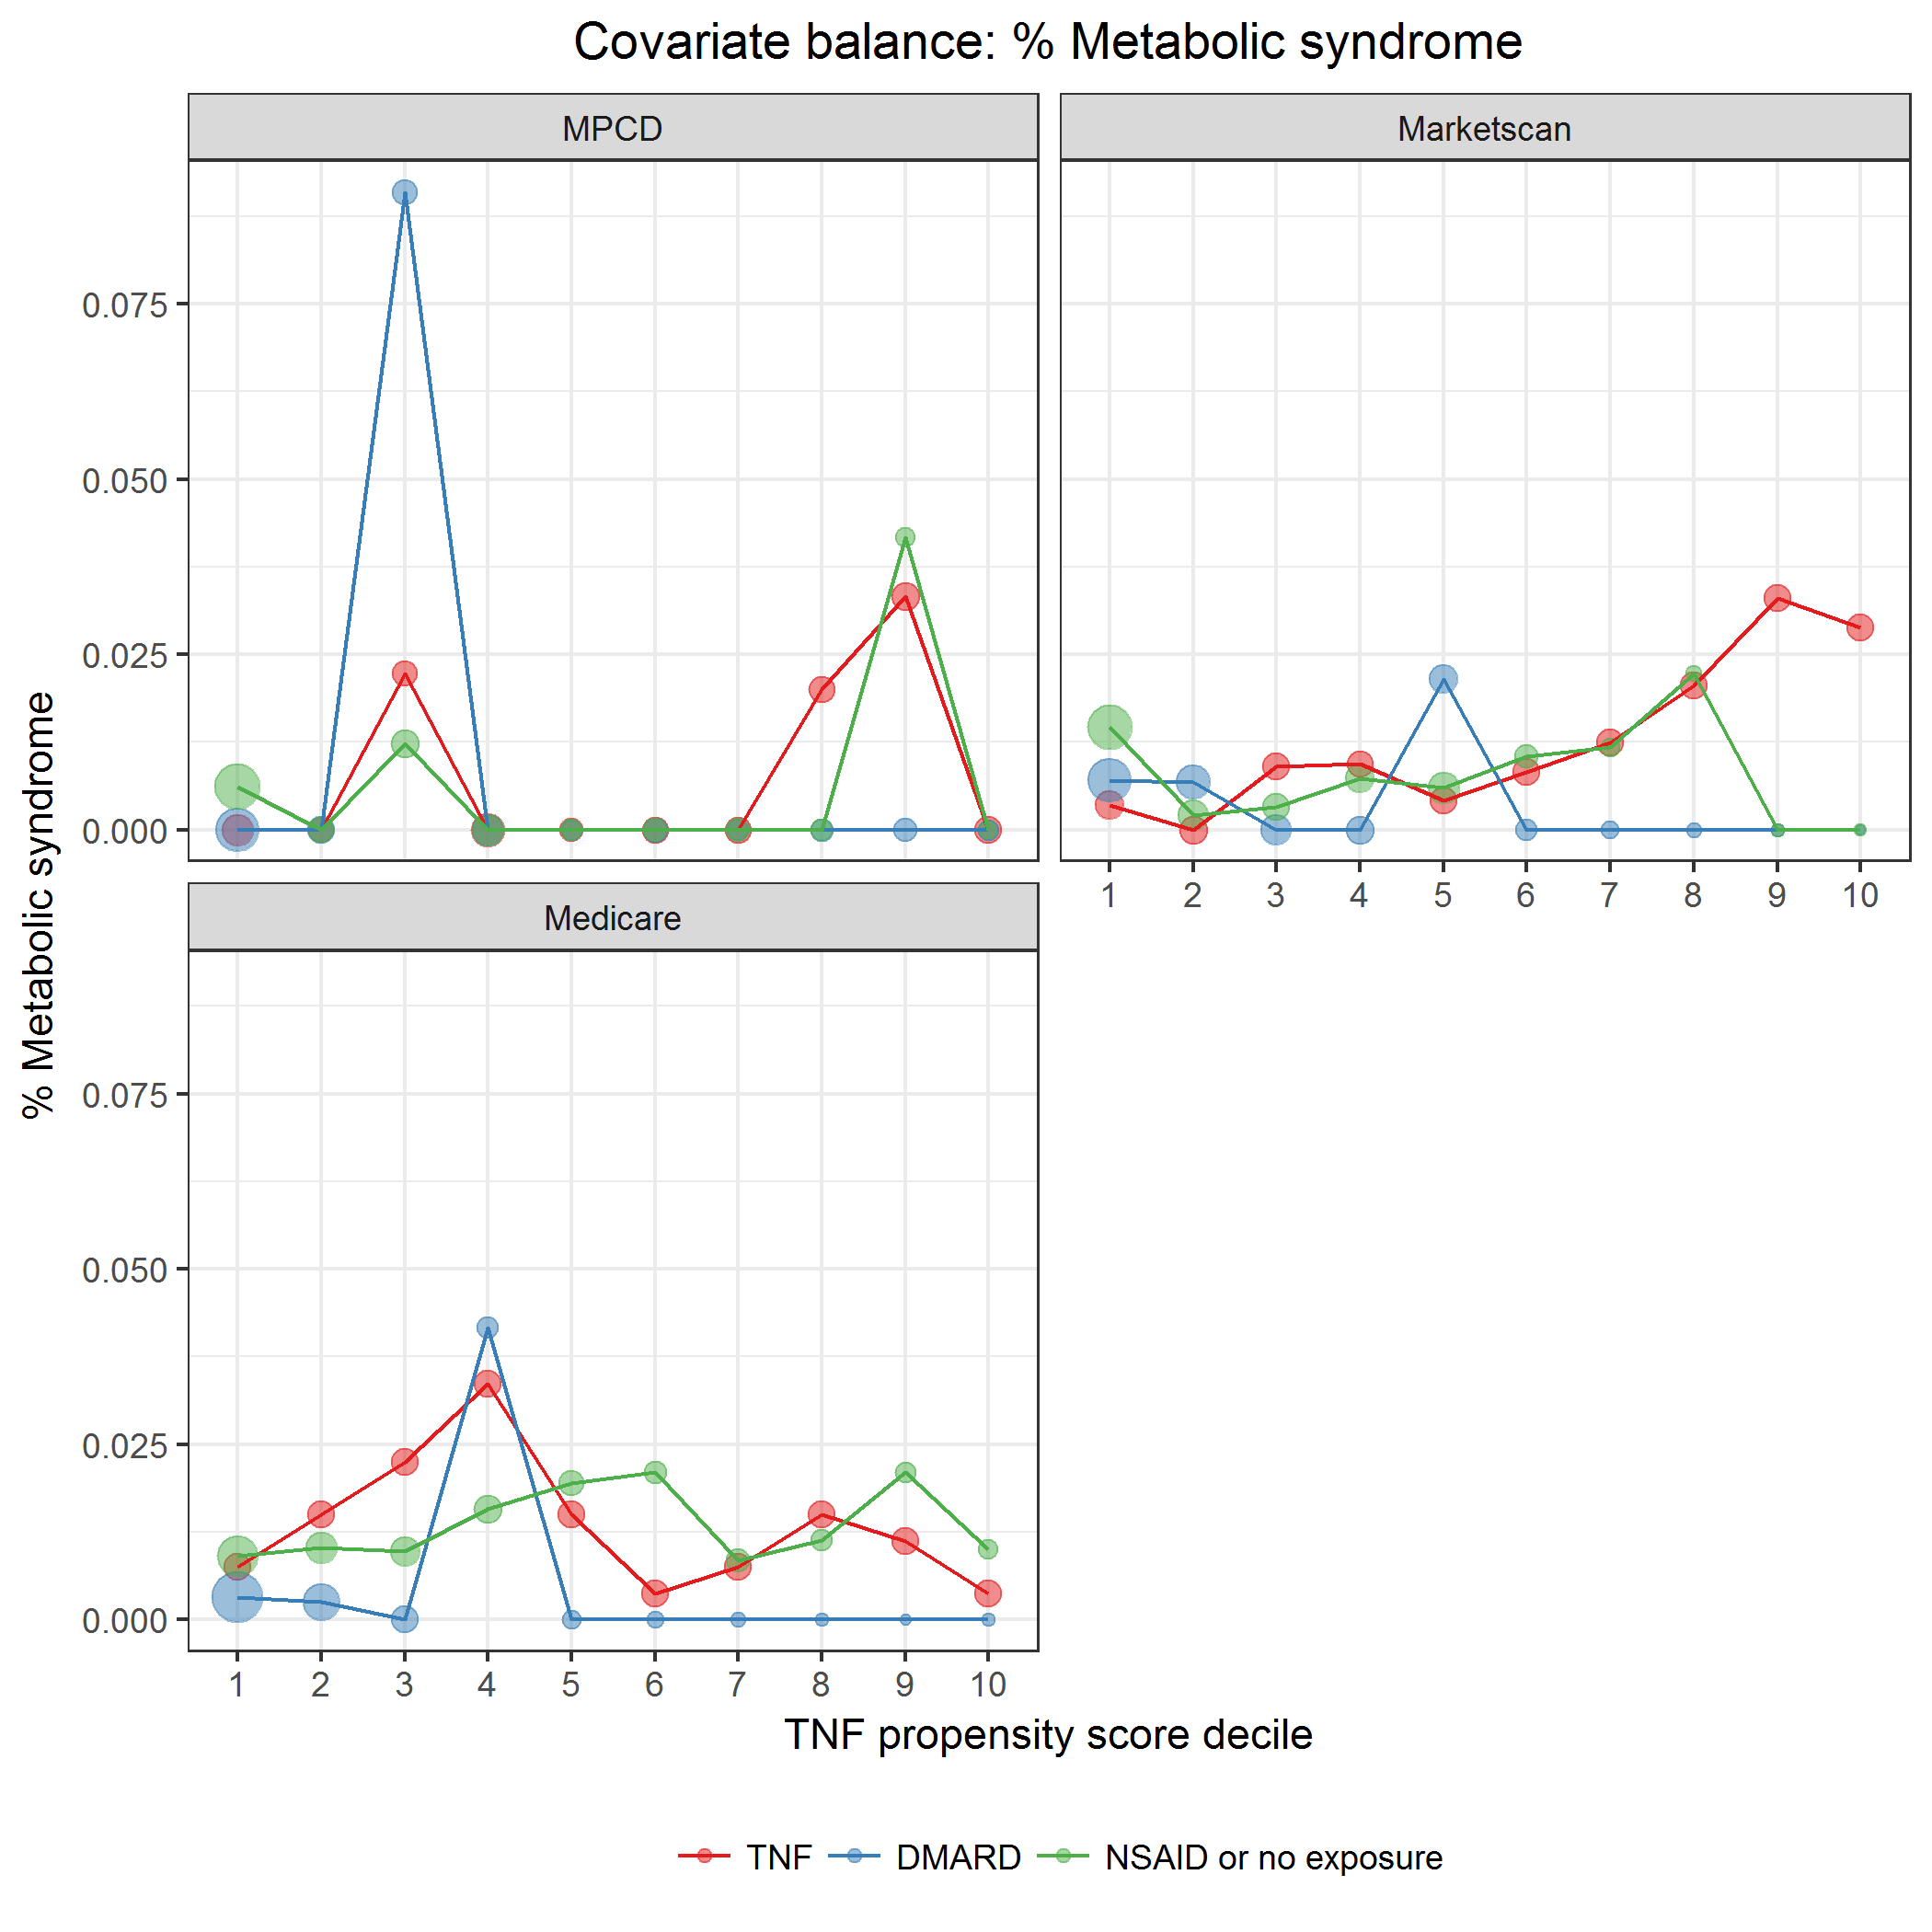 Covariate balance: % Metabolic syndrome
MPCD
Marketscan
0.075
0.050
0.025
0.000
1 2 3 4 5 6 7 8 9 10
Medicare
0.075
0.050
0.025
0.000
1 2 3 4 5 6 7 8 9 10
% Metabolic syndrome
TNF propensity score decile
TNF DMARD NSAID or no exposure